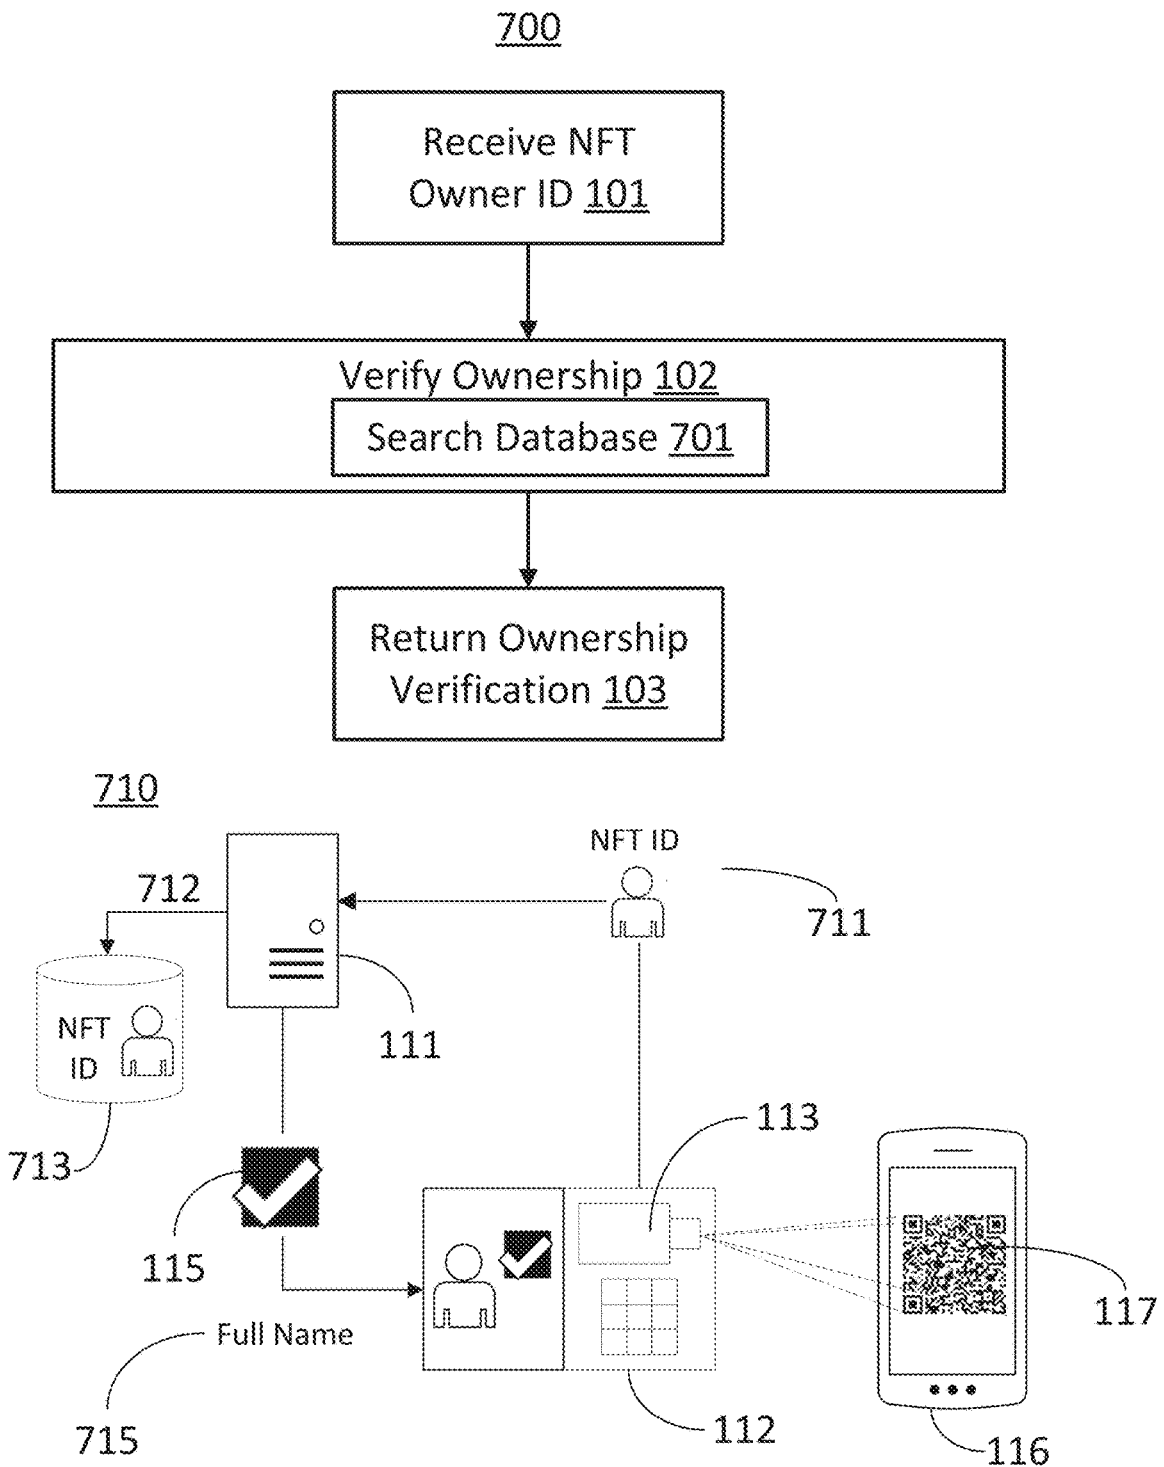 700
Receive NFT
Owner ID 101
Verify Ownership 102
Search Database 701
Return Ownership
Verification 103
710
NFT ID
712
711
111
NFT
ID
713
113
115
117
Full Name
715
112
116